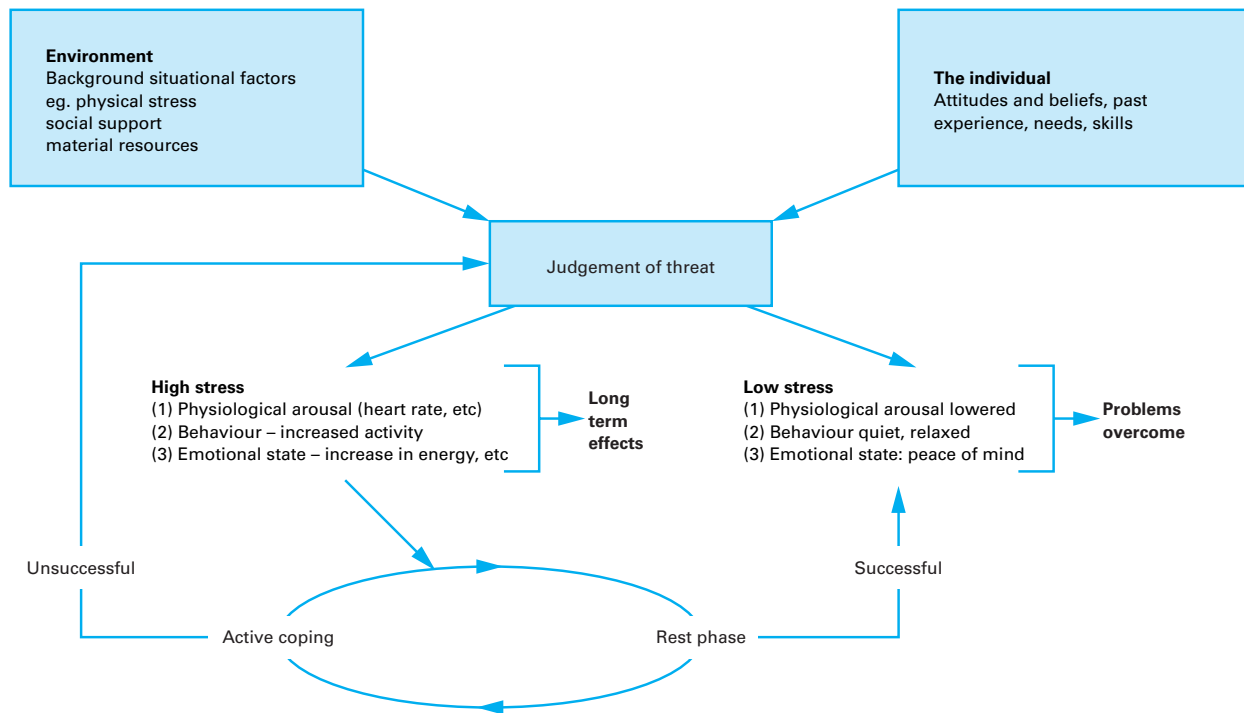 Environment
Background situational factors
eg. physical stress
social support
material resources
The individual
Attitudes and beliefs, past
experience, needs, skills
Judgement of threat
High stress
(1) Physiological arousal (heart rate, etc)
(2) Behaviour – increased activity
(3) Emotional state – increase in energy, etc
Long
term
effects
Low stress
(1) Physiological arousal lowered
(2) Behaviour quiet, relaxed
(3) Emotional state: peace of mind
Problems
overcome
Unsuccessful
Successful
Active coping
Rest phase